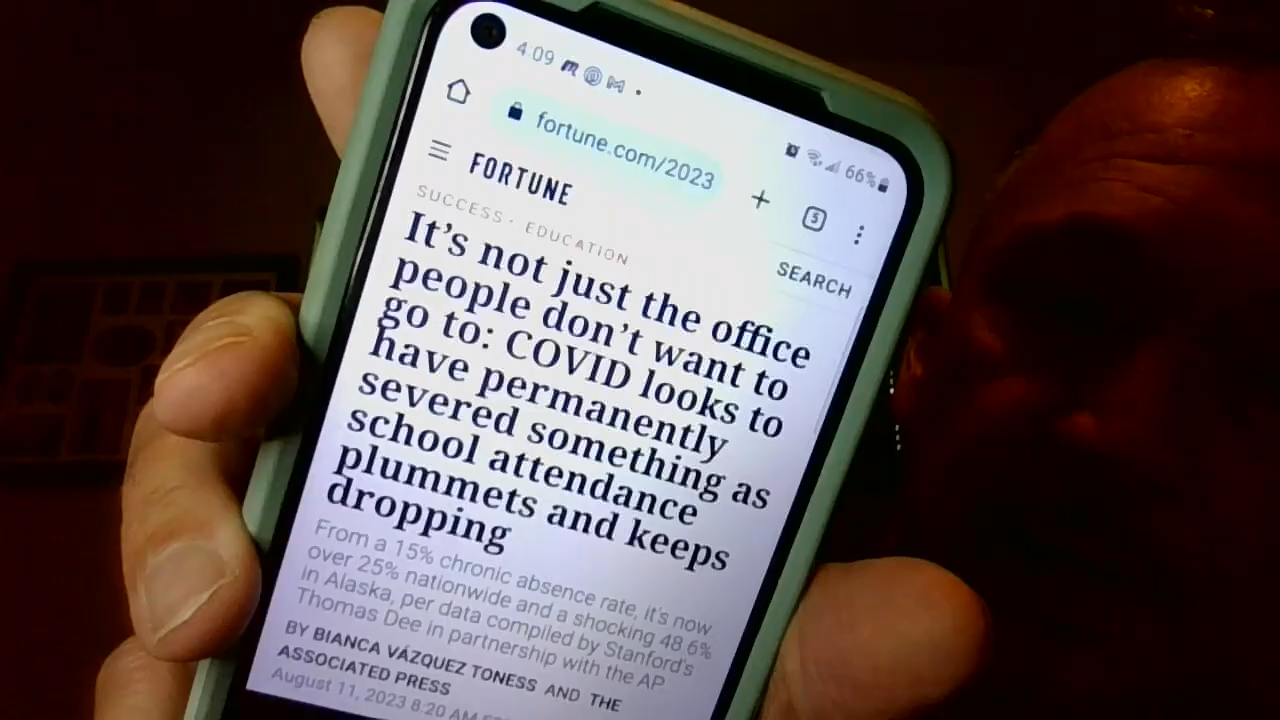 4:09
66%
fortune.com/2023
5
FORTUNE
SEARCH
SUCCESS · EDUCATION
It’s not just the office
people don’t want to
go to: COVID looks to
have permanently
severed something as
school attendance
plummets and keeps
dropping
From a 15% chronic absence rate, it’s now
over 25% nationwide and a shocking 48.6%
in Alaska, per data compiled by Stanford’s
Thomas Dee in partnership with the AP
BY BIANCA VÁZQUEZ TONESS AND THE
ASSOCIATED PRESS
August 11, 2023 8:20 AM